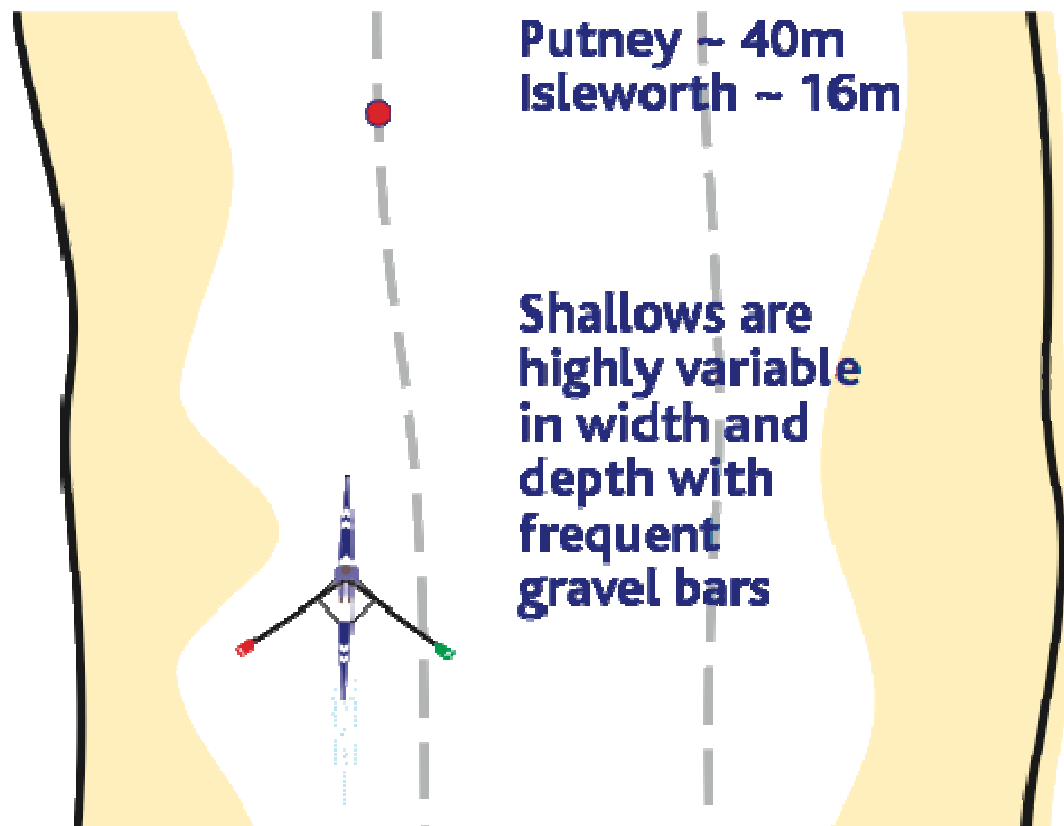 Putney ~ 40m
Isleworth ~ 16m
Shallows are
highly variable
in width and
depth with
frequent
gravel bars